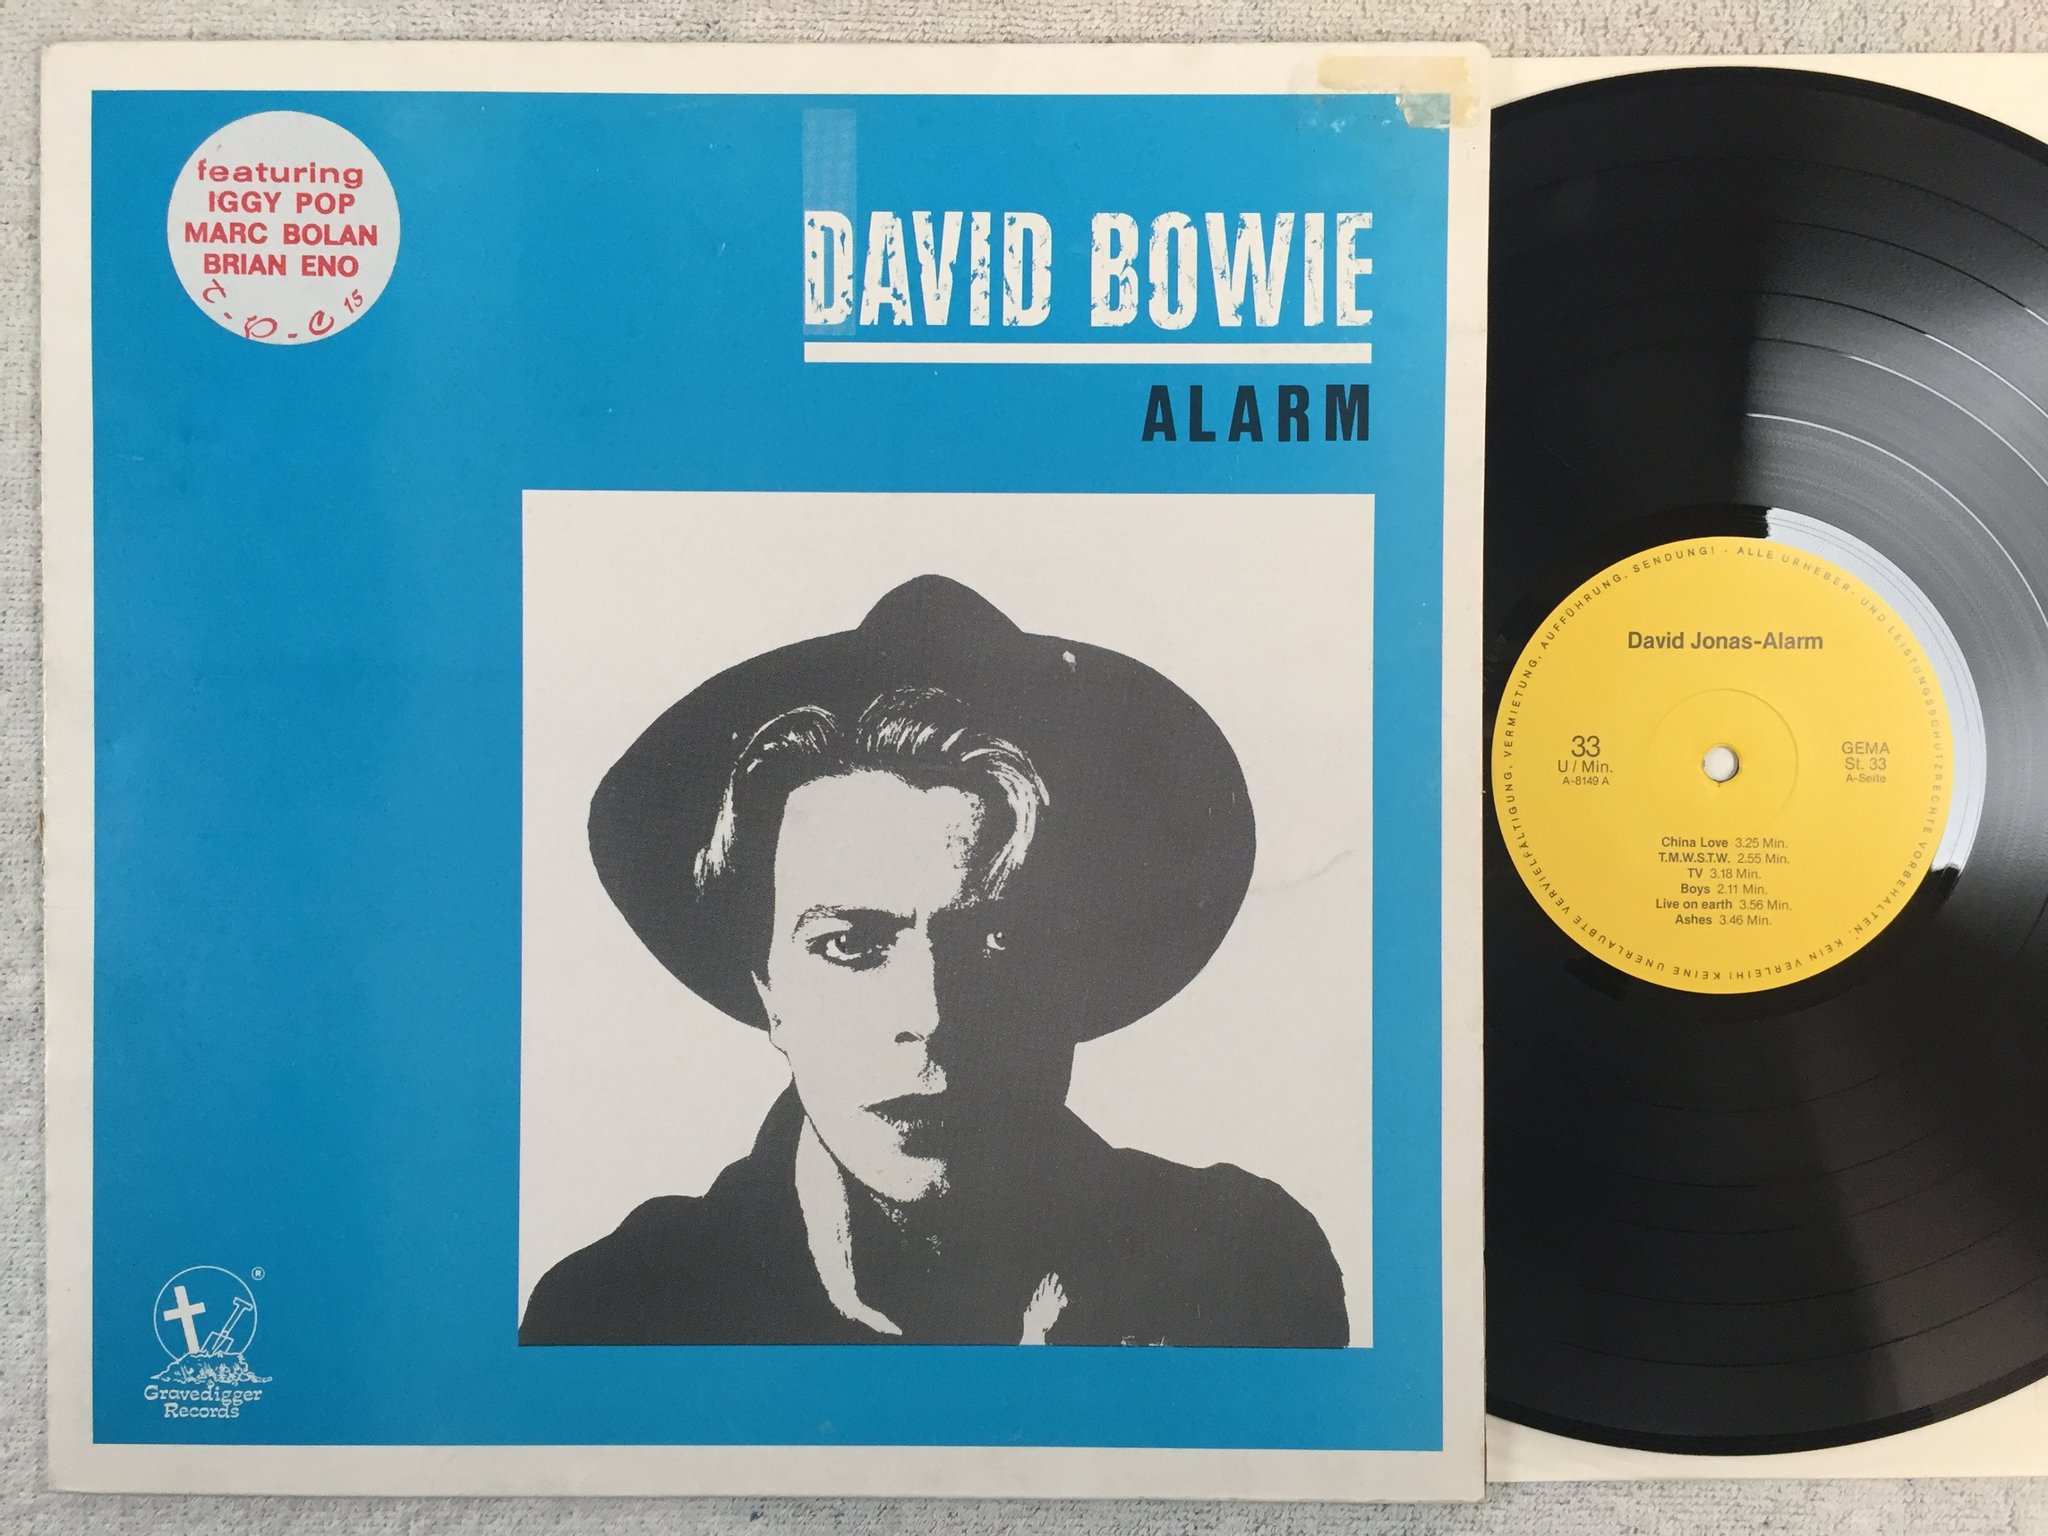 featuring
IGGY POP
MARC BOLAN
BRIAN ENO
T.P.C 15
DAVID BOWIE
ALARM
®
Gravedigger
Records
KEINE UNERLAUBTE VERVIELFÄLTIGUNG, VERMIETUNG, AUFFÜHRUNG, SENDUNG! · ALLE URHEBER- UND LEISTUNGSSCHUTZRECHTE VORBEHALTEN. KEIN VERLEIH!
David Jonas-Alarm
33
U / Min.
A-8149 A
GEMA
St. 33
A-Seite
China Love 3.25 Min.
T.M.W.S.T.W. 2.55 Min.
TV 3.18 Min.
Boys 2.11 Min.
Live on earth 3.56 Min.
Ashes 3.46 Min.